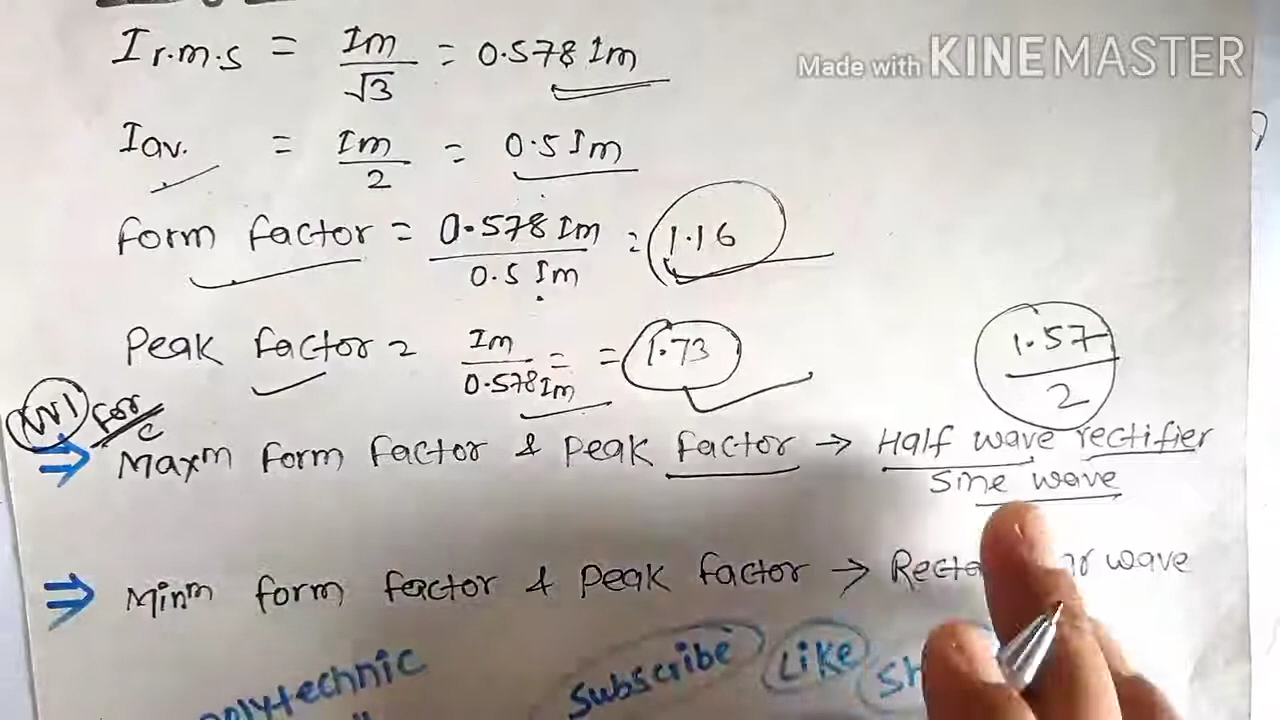 Made with KINEMASTER
Ir.m.s = Im/√3 = 0.578 Im
Iav. = Im/2 = 0.5 Im
form factor = 0.578 Im/0.5 Im = 1.16
Peak factor = Im/0.578 Im = = 1.73
1.57/2
For
Maxm form factor & Peak factor → Half wave rectifier
Sine wave
Minm form factor & Peak factor → wave
Polytechnic
Subscribe Like